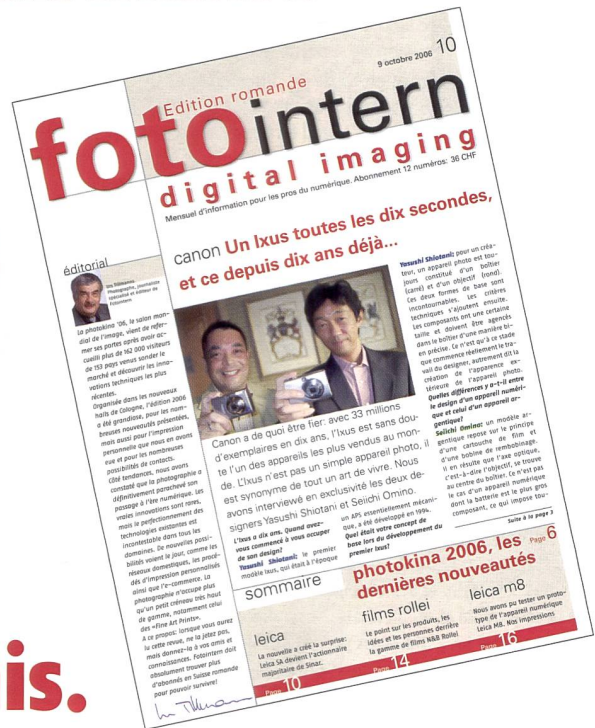 9 octobre 2006 10
Edition romande
fotointern
digital imaging
Mensuel d'information pour les pros du numérique. Abonnement 12 numéros: 36 CHF
éditorial
Urs Tillmanns
Photographe, journaliste
spécialisé et éditeur de
Fotointern
La photokina '06, le salon mon-
dial de l'image, vient de refer-
mer ses portes après avoir ac-
cueilli plus de 162 000 visiteurs
de 153 pays venus sonder le
marché et découvrir les inno-
vations techniques les plus
récentes.
Organisée dans les nouveaux
halls de Cologne, l'édition 2006
a été grandiose, pour les nom-
breuses nouveautés présentées,
mais aussi pour l'impression
personnelle que nous en avons
eue et pour les nombreuses
possibilités de contacts.
Côté tendances, nous avons
constaté que la photographie a
définitivement parachevé son
passage à l'ère numérique. Les
vraies innovations sont rares,
mais le perfectionnement des
technologies existantes est
incontestable dans tous les
domaines. De nouvelles possi-
bilités voient le jour, comme les
réseaux domestiques, les procé-
dés d'impression personnalisés
ainsi que l'e-commerce. La
photographie n'occupe plus
qu'un petit créneau très haut
de gamme, notamment celui
des «Fine Art Prints».
A ce propos: lorsque vous aurez
lu cette revue, ne la jetez pas,
mais donnez-la à vos amis et
connaissances. Fotointern doit
absolument trouver plus
d'abonnés en Suisse romande
pour pouvoir survivre!
canon Un Ixus toutes les dix secondes,
et ce depuis dix ans déjà...
Canon a de quoi être fier: avec 33 millions
d'exemplaires en dix ans, l'Ixus est sans dou-
te l'un des appareils les plus vendus au mon-
de. L'Ixus n'est pas un simple appareil photo, il
est synonyme de tout un art de vivre. Nous
avons interviewé en exclusivité les deux de-
signers Yasushi Shiotani et Seiichi Omino.
L'Ixus a dix ans. Quand avez-
vous commencé à vous occuper
de son design?
Yasushi Shiotani: le premier
modèle Ixus, qui était à l'époque
un APS essentiellement mécani-
que, a été développé en 1994.
Quel était votre concept de
base lors du développement du
premier Ixus?
Yasushi Shiotani: pour un créa-
teur, un appareil photo est tou-
jours constitué d'un boîtier
(carré) et d'un objectif (rond).
Ces deux formes de base sont
incontournables. Les critères
techniques s'ajoutent ensuite.
Les composants ont une certaine
taille et doivent être agencés
dans le boîtier d'une manière bi-
en précise. Ce n'est qu'à ce stade
que commence réellement le tra-
vail du designer, autrement dit la
création de l'apparence ex-
térieure de l'appareil photo.
Quelles différences y a-t-il entre
le design d'un appareil numéri-
que et celui d'un appareil ar-
gentique?
Seiichi Omino: un modèle ar-
gentique repose sur le principe
d'une cartouche de film et
d'une bobine de rembobinage.
Il en résulte que l'axe optique,
c'est-à-dire l'objectif, se trouve
au centre du boîtier. Ce n'est pas
le cas d'un appareil numérique
dont la batterie est le plus gros
composant, ce qui impose tou-
Suite à la page 3
sommaire
photokina 2006, les Page 6
dernières nouveautés
leica
La nouvelle a créé la surprise:
Leica SA devient l'actionnaire
majoritaire de Sinar.
Page 10
films rollei
Le point sur les produits, les
idées et les personnes derrière
la gamme de films N&B Rollei
Page 14
leica m8
Nous avons pu tester un proto-
type de l'appareil numérique
Leica M8. Nos impressions
Page 16
is.